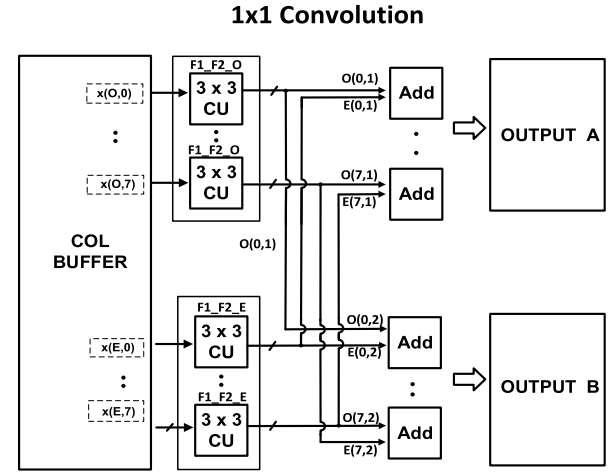 1x1 Convolution
F1_F2_O
x(O,0)
3 x 3
CU
O(0,1)
E(0,1)
Add
F1_F2_O
x(O,7)
3 x 3
CU
O(7,1)
E(7,1)
Add
OUTPUT A
COL
BUFFER
O(0,1)
F1_F2_E
x(E,0)
3 x 3
CU
O(0,2)
E(0,2)
Add
F1_F2_E
x(E,7)
3 x 3
CU
O(7,2)
E(7,2)
Add
OUTPUT B